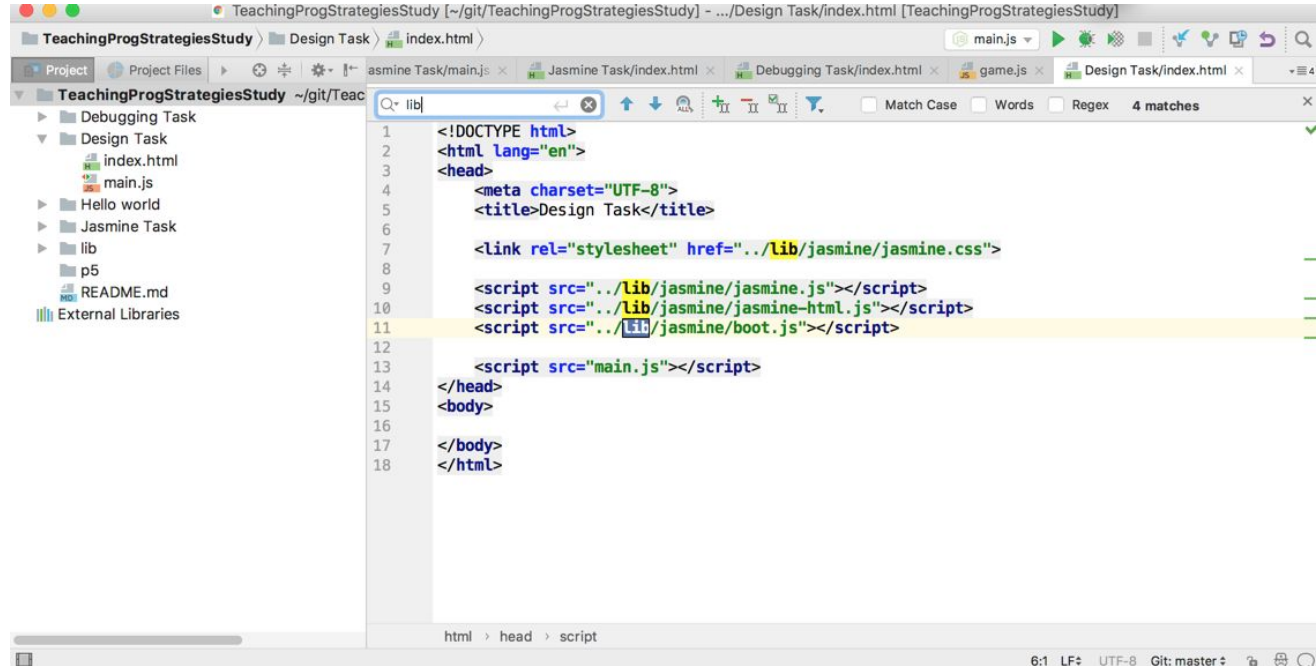 TeachingProgStrategiesStudy [~/git/TeachingProgStrategiesStudy] - .../Design Task/index.html [TeachingProgStrategiesStudy]
TeachingProgStrategiesStudy Design Task index.html main.js
Project Project Files asmine Task/main.js Jasmine Task/index.html Debugging Task/index.html game.js Design Task/index.html 4
TeachingProgStrategiesStudy ~/git/Teac
Debugging Task
Design Task
index.html
main.js
Hello world
Jasmine Task
lib
p5
README.md
External Libraries
lib Match Case Words Regex 4 matches
1 <!DOCTYPE html>
2 <html lang="en">
3 <head>
4 <meta charset="UTF-8">
5 <title>Design Task</title>
6
7 <link rel="stylesheet" href="../lib/jasmine/jasmine.css">
8
9 <script src="../lib/jasmine/jasmine.js"></script>
10 <script src="../lib/jasmine/jasmine-html.js"></script>
11 <script src="../lib/jasmine/boot.js"></script>
12
13 <script src="main.js"></script>
14 </head>
15 <body>
16
17 </body>
18 </html>
html › head › script
6:1 LF UTF-8 Git: master